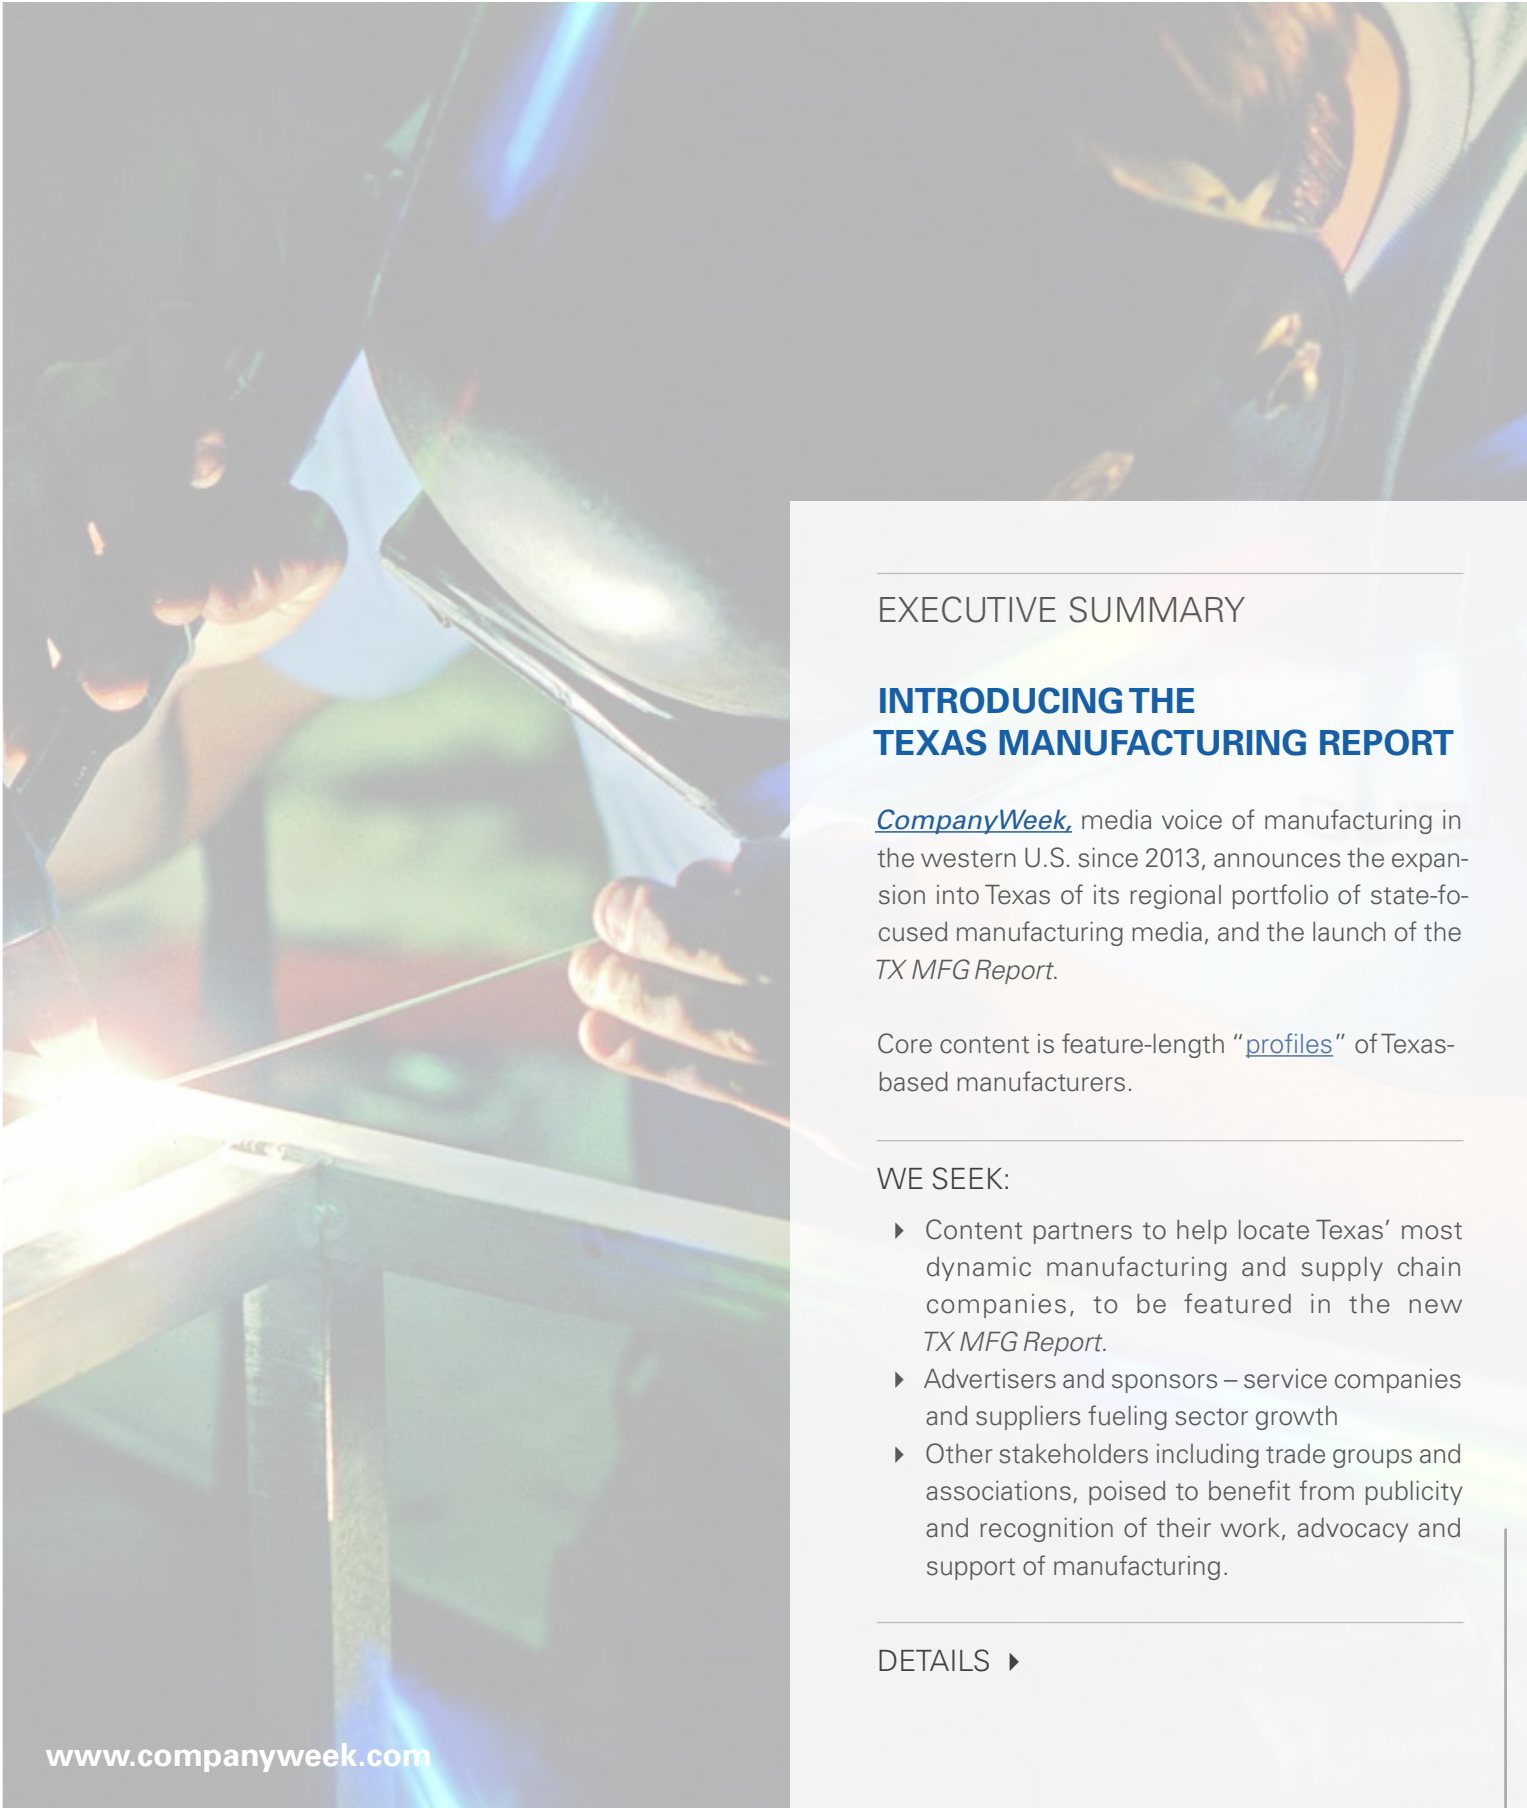 EXECUTIVE SUMMARY
INTRODUCING THE
TEXAS MANUFACTURING REPORT
CompanyWeek, media voice of manufacturing in
the western U.S. since 2013, announces the expan-
sion into Texas of its regional portfolio of state-fo-
cused manufacturing media, and the launch of the
TX MFG Report.
Core content is feature-length “profiles” of Texas-
based manufacturers.
WE SEEK:
Content partners to help locate Texas’ most
dynamic manufacturing and supply chain
companies, to be featured in the new
TX MFG Report.
Advertisers and sponsors – service companies
and suppliers fueling sector growth
Other stakeholders including trade groups and
associations, poised to benefit from publicity
and recognition of their work, advocacy and
support of manufacturing.
DETAILS
www.companyweek.com